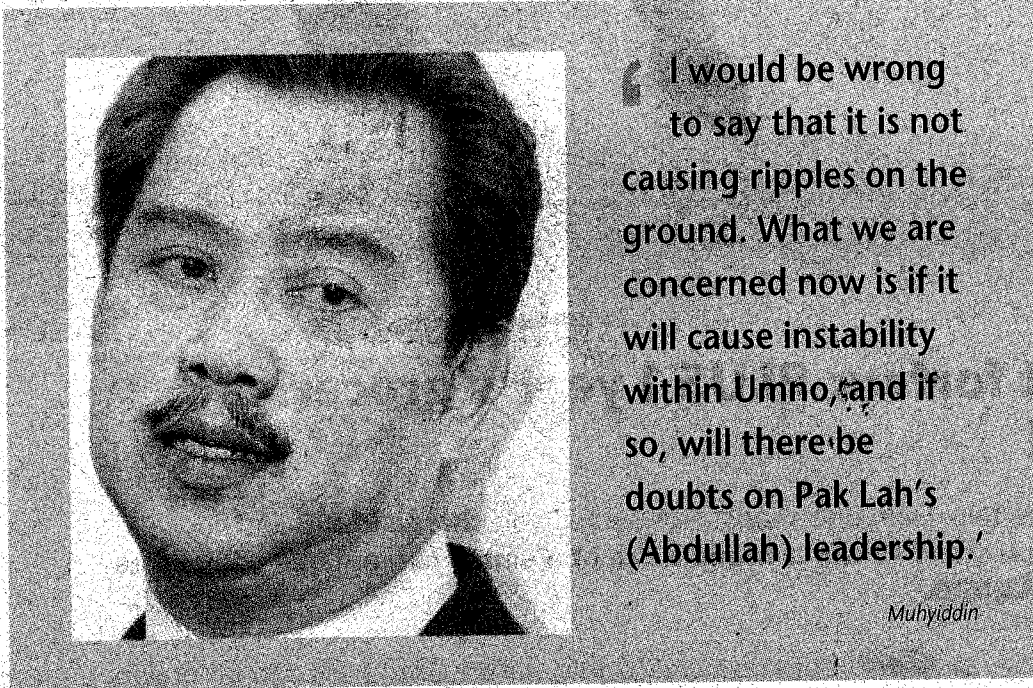 ‘ I would be wrong
to say that it is not
causing ripples on the
ground. What we are
concerned now is if it
will cause instability
within Umno, and if
so, will there be
doubts on Pak Lah’s
(Abdullah) leadership.’
Muhyiddin